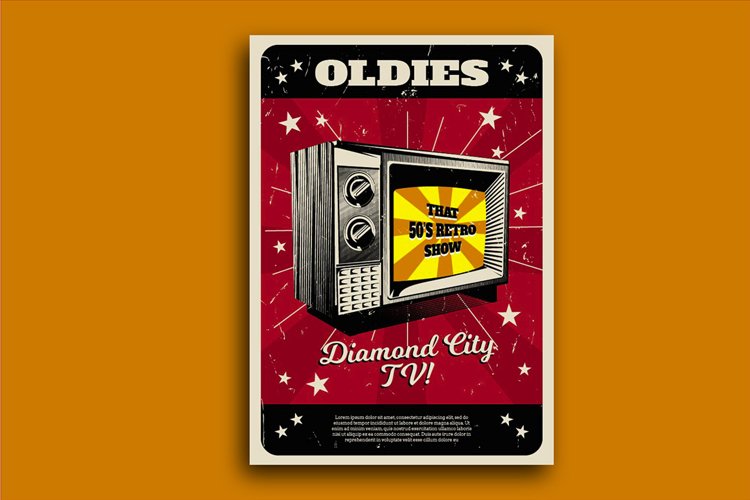 OLDIES
THAT
50'S RETRO
SHOW
Diamond City
TV!
Lorem ipsum dolor sit amet, consectetur adipiscing elit, sed do
eiusmod tempor incididunt ut labore et dolore magna aliqua. Ut
enim ad minim veniam, quis nostrud exercitation ullamco laboris
nisi ut aliquip ex ea commodo consequat. Duis aute irure dolor in
reprehenderit in voluptate velit esse cillum dolore eu